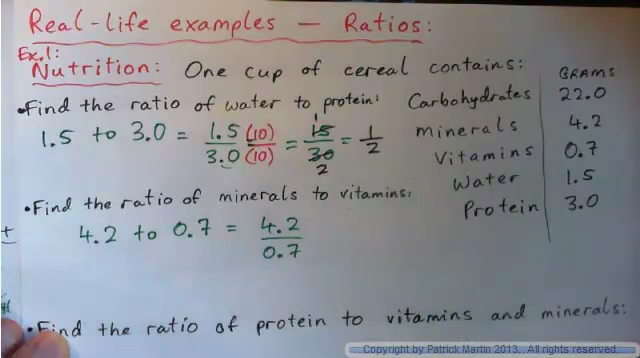 Real-life examples — Ratios:
Ex.1:
Nutrition: One cup of cereal contains:
GRAMS
Carbohydrates 22.0
minerals 4.2
Vitamins 0.7
Water 1.5
Protein 3.0
•Find the ratio of water to protein:
1.5 to 3.0 = 1.5/3.0 (10)/(10) = 15/30 = 1/2
1
2
•Find the ratio of minerals to vitamins:
4.2 to 0.7 = 4.2/0.7
•Find the ratio of protein to vitamins and minerals:
Copyright by Patrick Martin 2013. All rights reserved.